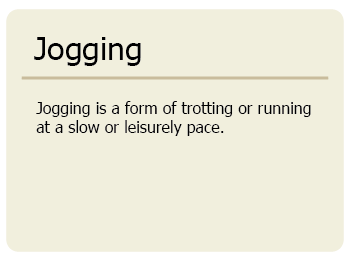 Jogging
Jogging is a form of trotting or running
at a slow or leisurely pace.